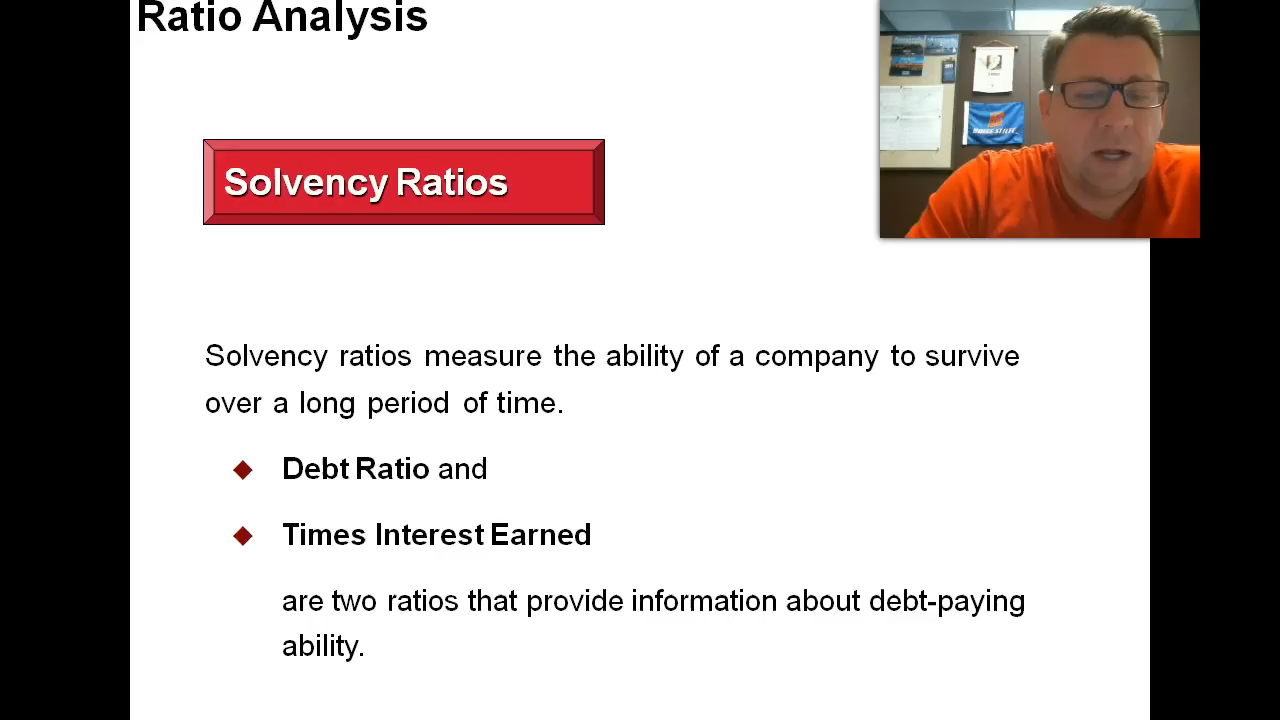 Ratio Analysis
Solvency Ratios
Solvency ratios measure the ability of a company to survive
over a long period of time.
Debt Ratio and
Times Interest Earned
are two ratios that provide information about debt-paying
ability.